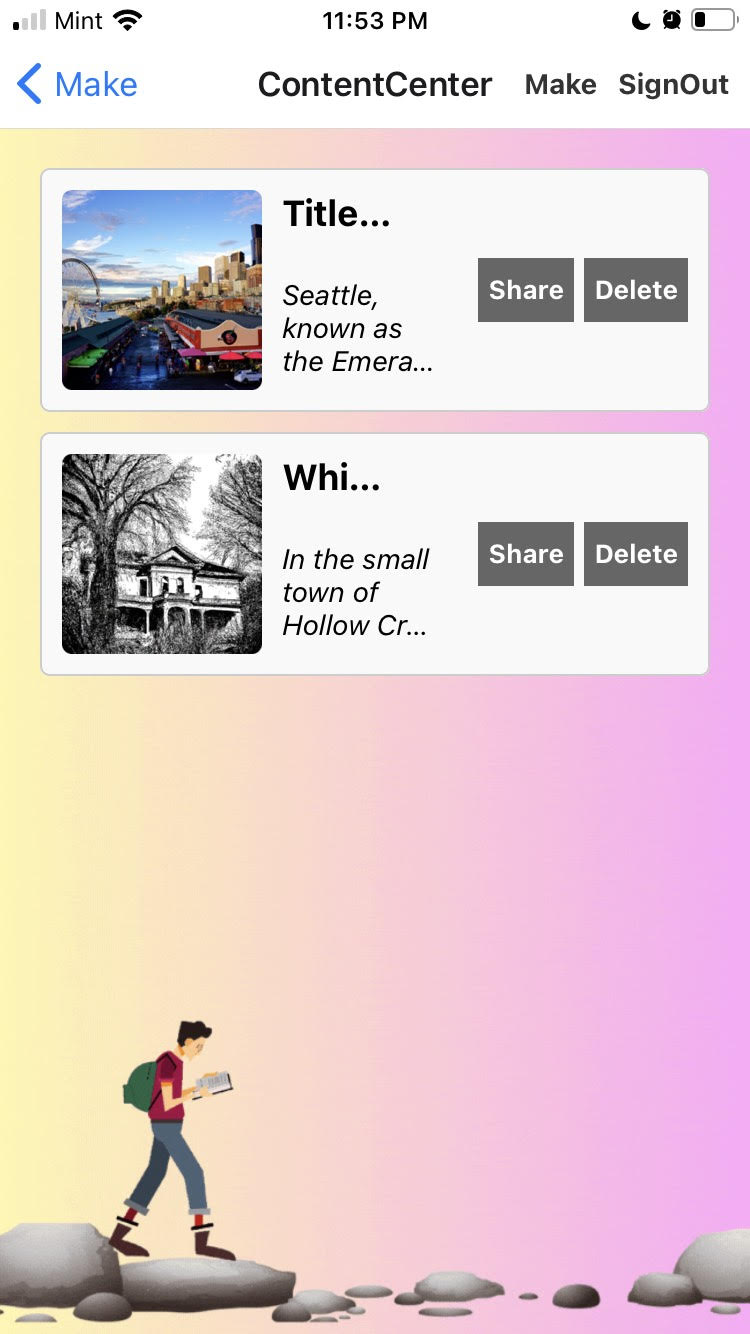 Mint 11:53 PM
Make ContentCenter Make SignOut
Title...
Seattle,
known as
the Emera...
Share Delete
Whi...
In the small
town of
Hollow Cr...
Share Delete